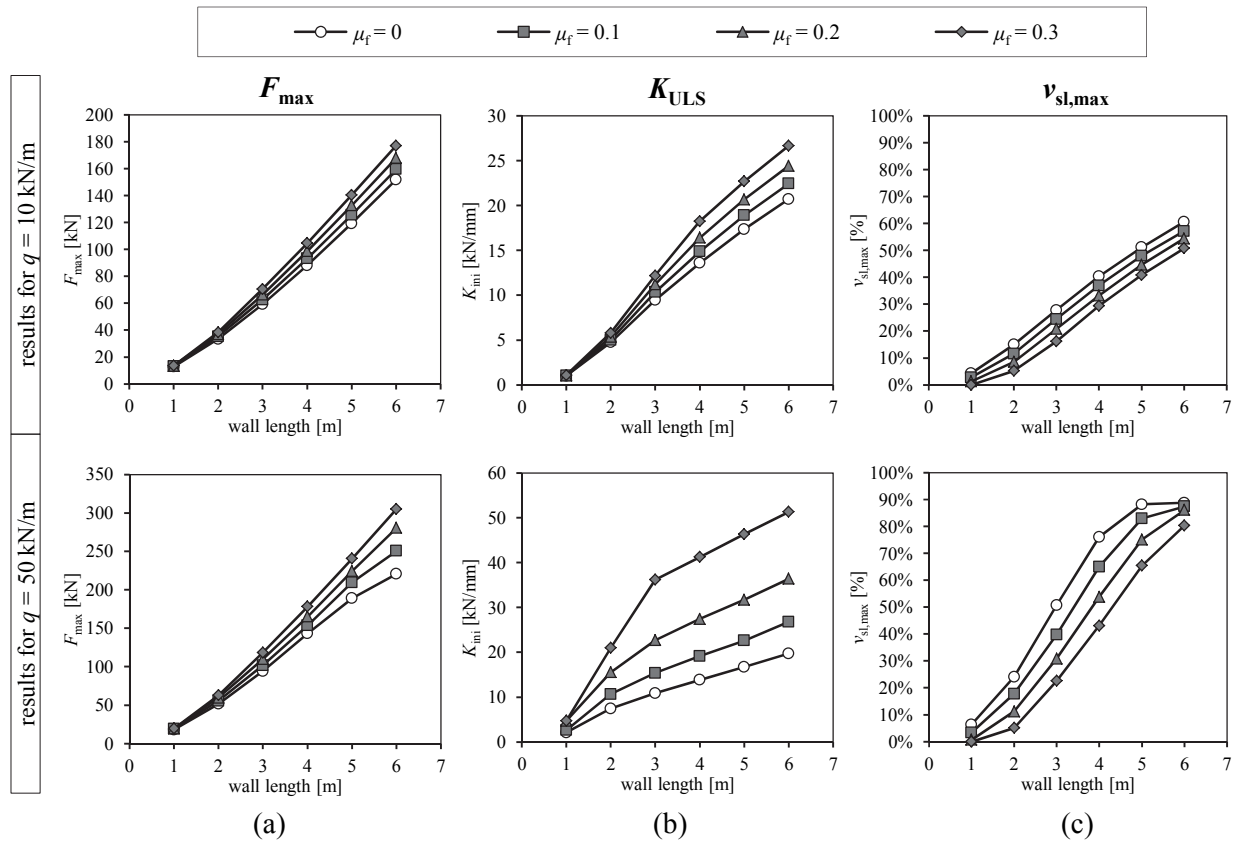 μf = 0 μf = 0.1 μf = 0.2 μf = 0.3
Fmax KULS νsl,max
results for q = 10 kN/m
Fmax [kN]
200
180
160
140
120
100
80
60
40
20
0
0 1 2 3 4 5 6 7
wall length [m]
Kini [kN/mm]
30
25
20
15
10
5
0
0 1 2 3 4 5 6 7
wall length [m]
νsl,max [%]
100%
90%
80%
70%
60%
50%
40%
30%
20%
10%
0%
0 1 2 3 4 5 6 7
wall length [m]
results for q = 50 kN/m
Fmax [kN]
350
300
250
200
150
100
50
0
0 1 2 3 4 5 6 7
wall length [m]
Kini [kN/mm]
60
50
40
30
20
10
0
0 1 2 3 4 5 6 7
wall length [m]
νsl,max [%]
100%
90%
80%
70%
60%
50%
40%
30%
20%
10%
0%
0 1 2 3 4 5 6 7
wall length [m]
(a) (b) (c)